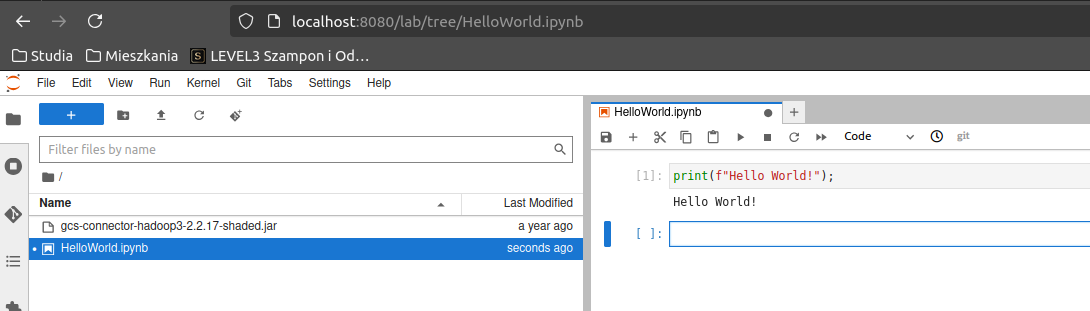 localhost:8080/lab/tree/HelloWorld.ipynb
Studia Mieszkania S LEVEL3 Szampon i Od…
File Edit View Run Kernel Git Tabs Settings Help
Filter files by name
/
Name Last Modified
gcs-connector-hadoop3-2.2.17-shaded.jar a year ago
HelloWorld.ipynb seconds ago
HelloWorld.ipynb
Code git
[1]: print(f"Hello World!");
Hello World!
[ ]: